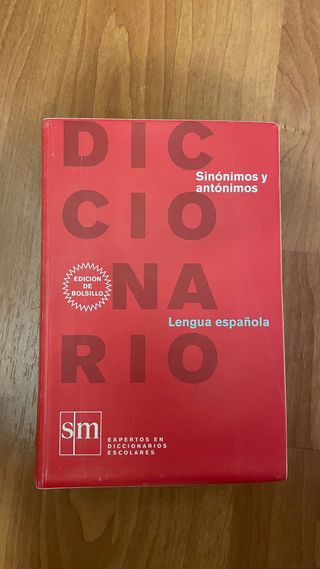 DIC
Sinónimos y
antónimos
CIO
EDICIÓN
DE
BOLSILLO
NA
Lengua española
RIO
sm
EXPERTOS EN
DICCIONARIOS
ESCOLARES